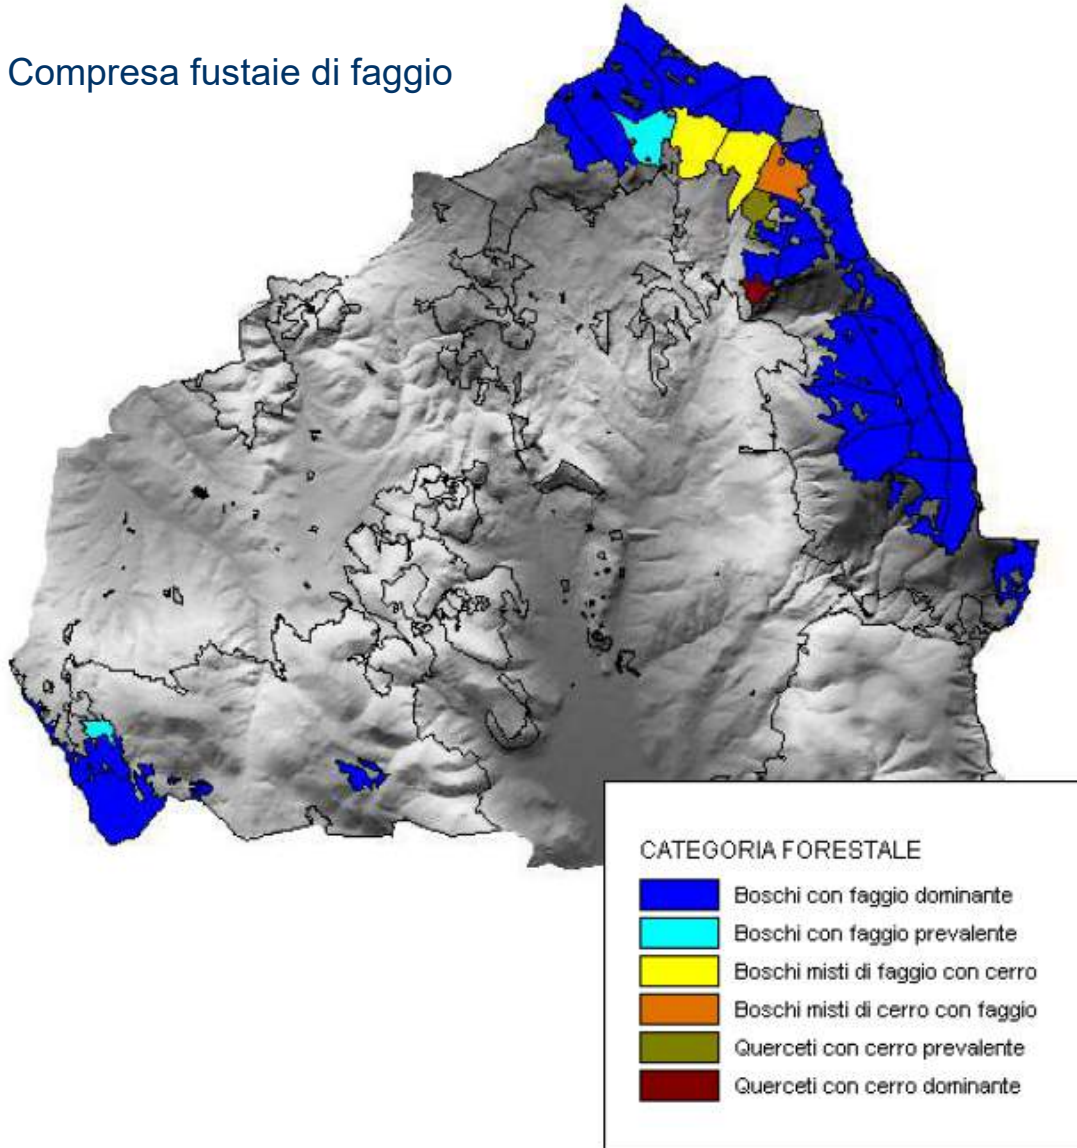 Compresa fustaie di faggio
CATEGORIA FORESTALE
Boschi con faggio dominante
Boschi con faggio prevalente
Boschi misti di faggio con cerro
Boschi misti di cerro con faggio
Querceti con cerro prevalente
Querceti con cerro dominante